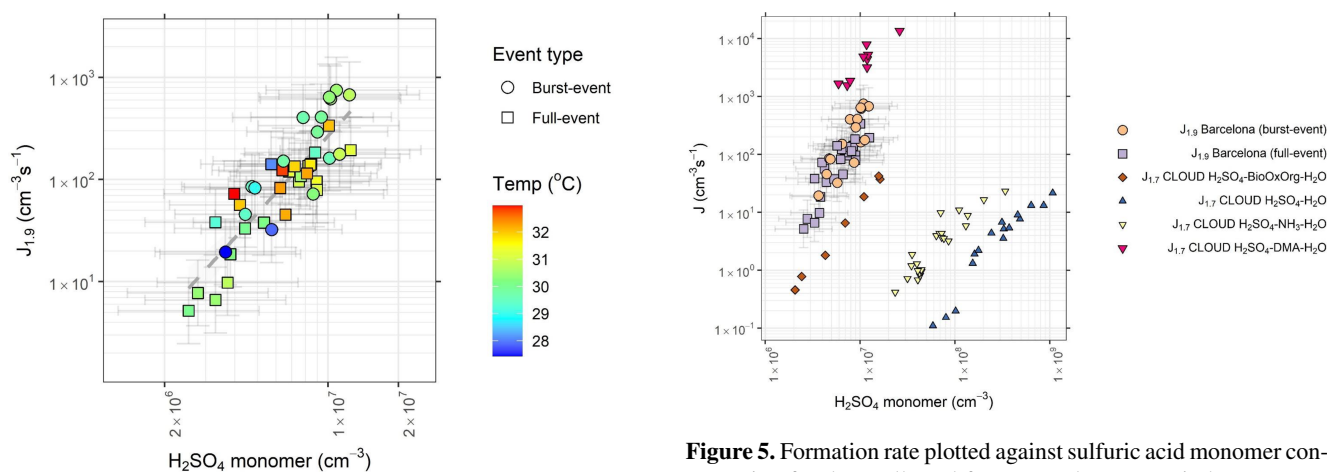 J1.9 (cm−3 s−1)
1 × 10³
1 × 10²
1 × 10¹
2 × 10⁶
1 × 10⁷
2 × 10⁷
H2SO4 monomer (cm−3)
Event type
Burst-event
Full-event
Temp (°C)
32
31
30
29
28
J (cm−3s−1)
1 × 10⁴
1 × 10³
1 × 10²
1 × 10¹
1 × 10⁰
1 × 10⁻¹
1 × 10⁶
1 × 10⁷
1 × 10⁸
1 × 10⁹
H2SO4 monomer (cm−3)
J1.9 Barcelona (burst-event)
J1.9 Barcelona (full-event)
J1.7 CLOUD H2SO4-BioOxOrg-H2O
J1.7 CLOUD H2SO4-H2O
J1.7 CLOUD H2SO4-NH3-H2O
J1.7 CLOUD H2SO4-DMA-H2O
Figure 5. Formation rate plotted against sulfuric acid monomer con-